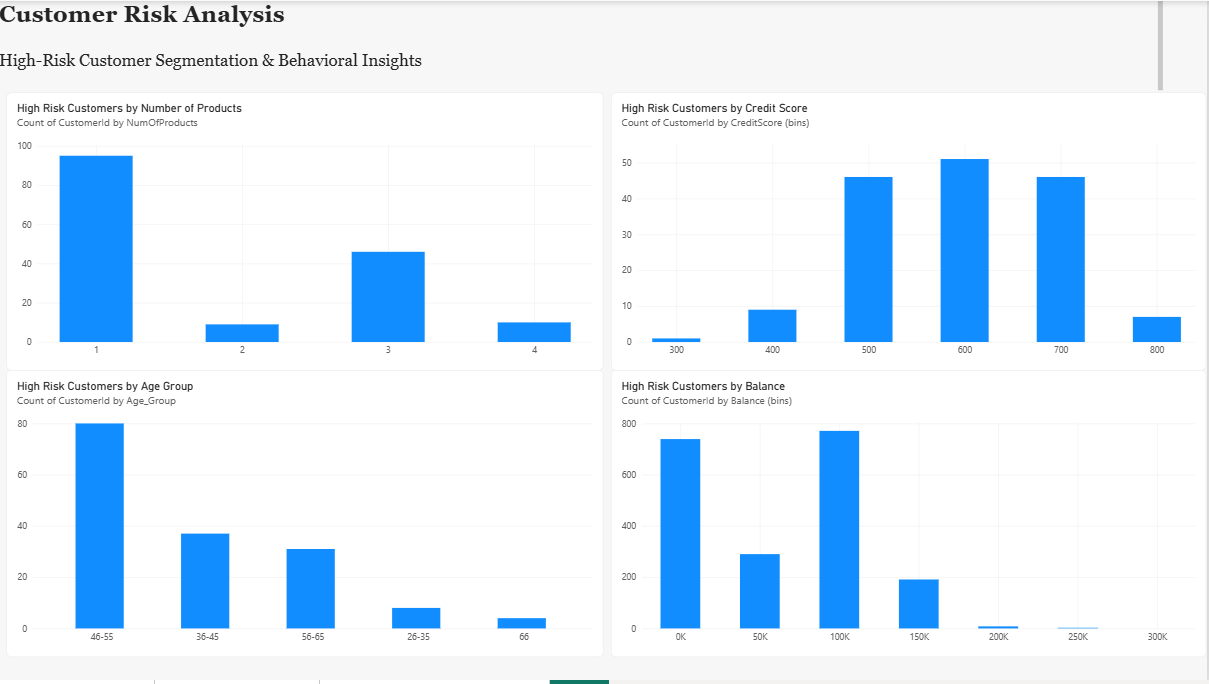 Customer Risk Analysis
High-Risk Customer Segmentation & Behavioral Insights
High Risk Customers by Number of Products
Count of CustomerId by NumOfProducts
100
80
60
40
20
0
1 2 3 4
High Risk Customers by Credit Score
Count of CustomerId by CreditScore (bins)
50
40
30
20
10
0
300 400 500 600 700 800
High Risk Customers by Age Group
Count of CustomerId by Age_Group
80
60
40
20
0
46-55 36-45 56-65 26-35 66
High Risk Customers by Balance
Count of CustomerId by Balance (bins)
800
600
400
200
0
0K 50K 100K 150K 200K 250K 300K